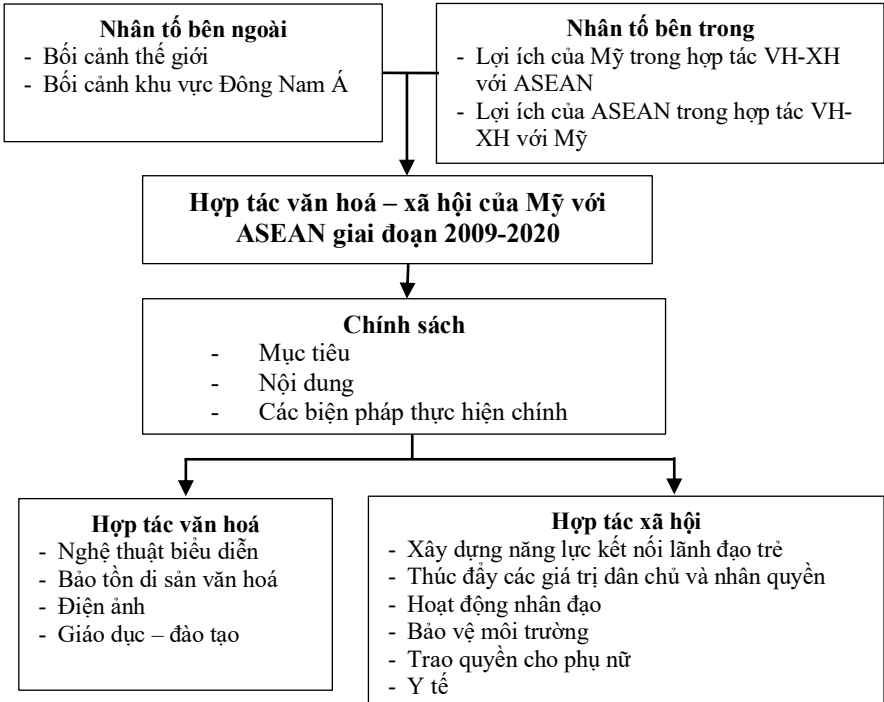 Nhân tố bên ngoài
- Bối cảnh thế giới
- Bối cảnh khu vực Đông Nam Á
Nhân tố bên trong
- Lợi ích của Mỹ trong hợp tác VH-XH
với ASEAN
- Lợi ích của ASEAN trong hợp tác VH-
XH với Mỹ
Hợp tác văn hoá – xã hội của Mỹ với
ASEAN giai đoạn 2009-2020
Chính sách
- Mục tiêu
- Nội dung
- Các biện pháp thực hiện chính
Hợp tác văn hoá
- Nghệ thuật biểu diễn
- Bảo tồn di sản văn hoá
- Điện ảnh
- Giáo dục – đào tạo
Hợp tác xã hội
- Xây dựng năng lực kết nối lãnh đạo trẻ
- Thúc đẩy các giá trị dân chủ và nhân quyền
- Hoạt động nhân đạo
- Bảo vệ môi trường
- Trao quyền cho phụ nữ
- Y tế